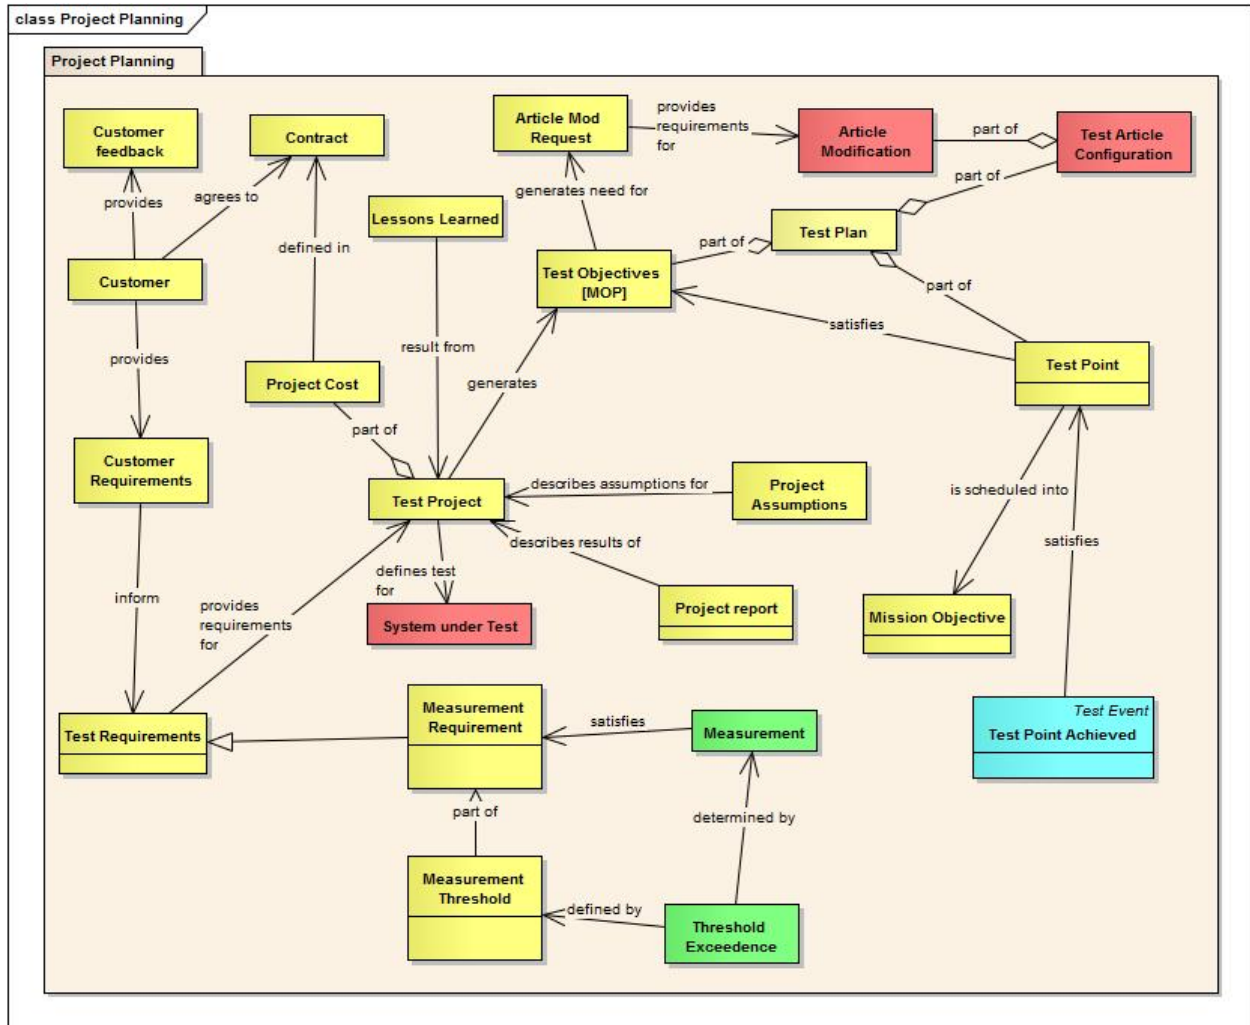 class Project Planning
Project Planning
Customer
feedback
Contract
Article Mod
Request
provides
requirements
for
Article
Modification
part of
Test Article
Configuration
provides
agrees to
generates need for
part of
Lessons Learned
Test Plan
defined in
part of
Customer
Test Objectives
[MOP]
part of
provides
result from
satisfies
Project Cost
generates
Test Point
part of
Customer
Requirements
Test Project
describes assumptions for
Project
Assumptions
is scheduled into
describes results of
satisfies
inform
provides
requirements
for
defines test
for
System under Test
Project report
Mission Objective
Test Requirements
Measurement
Requirement
satisfies
Measurement
Test Event
Test Point Achieved
part of
determined by
Measurement
Threshold
defined by
Threshold
Exceedence